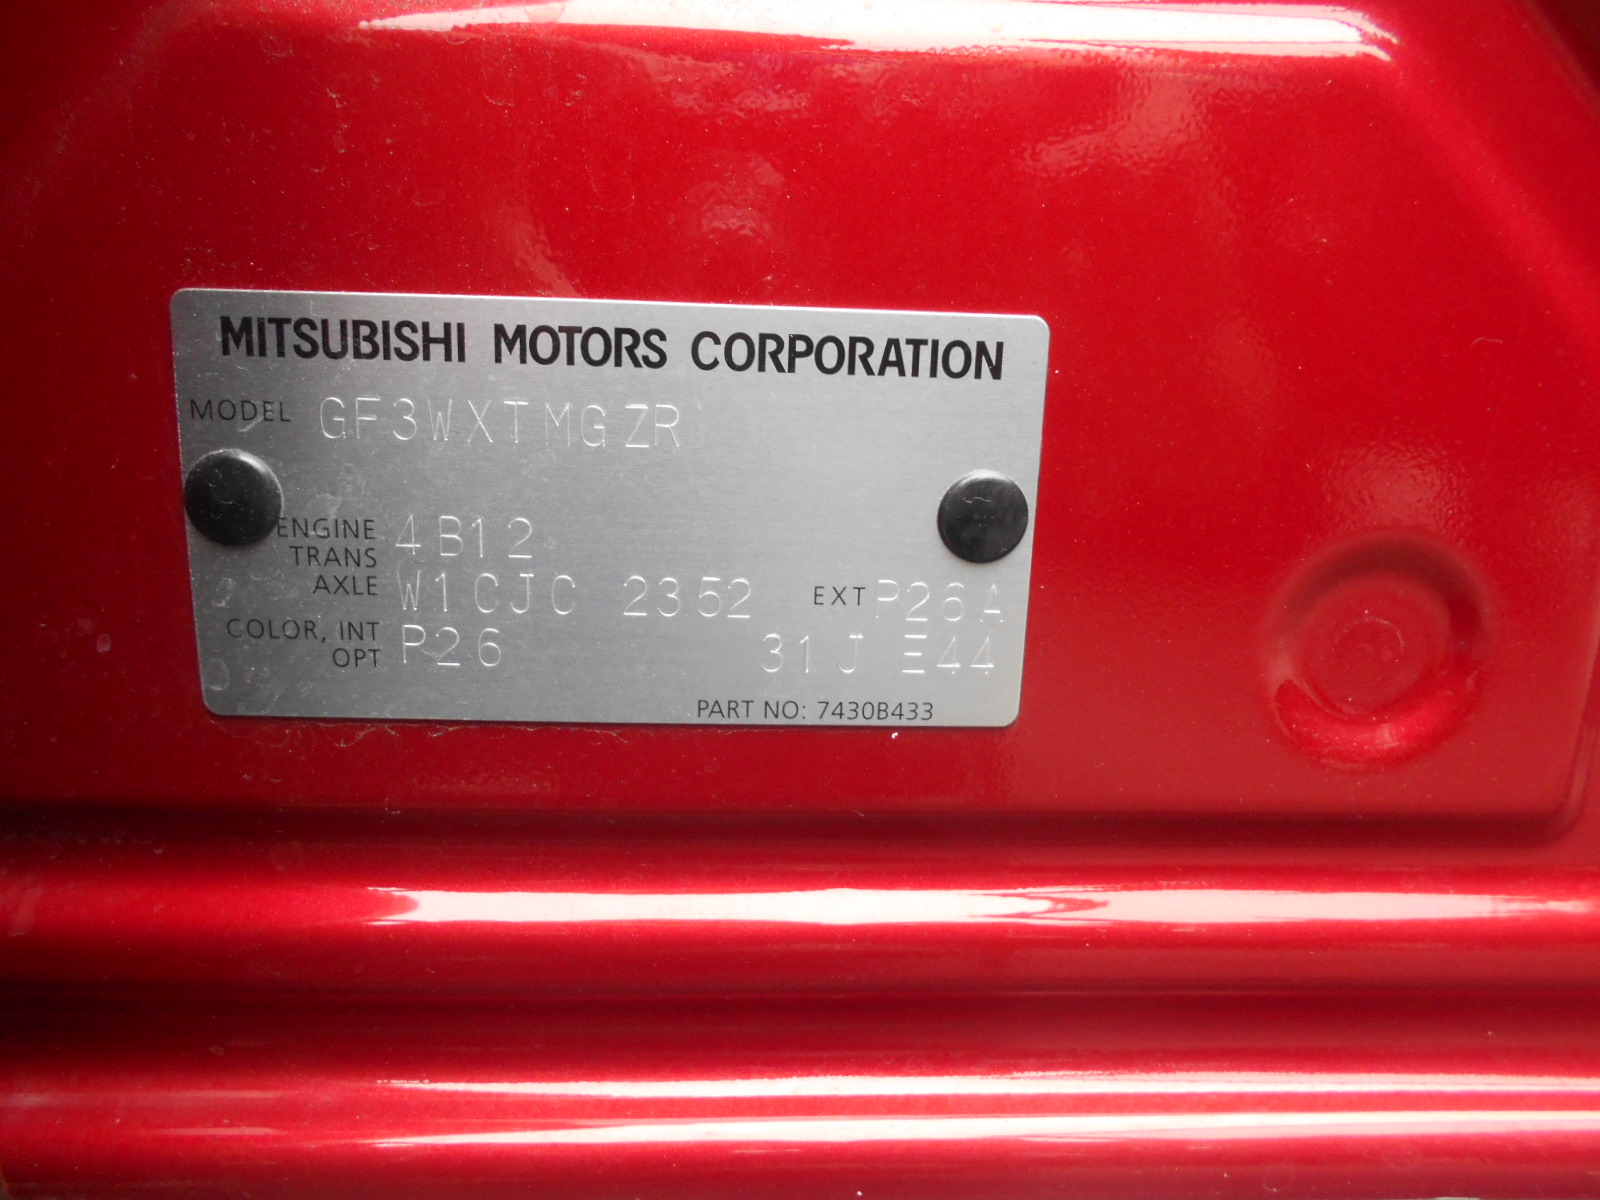 MITSUBISHI MOTORS CORPORATION
MODEL GF3WXTMGZR
ENGINE 4B12
TRANS
AXLE W1CJC 2352 EXT P26A
COLOR, INT P26 31J E44
OPT
PART NO: 7430B433